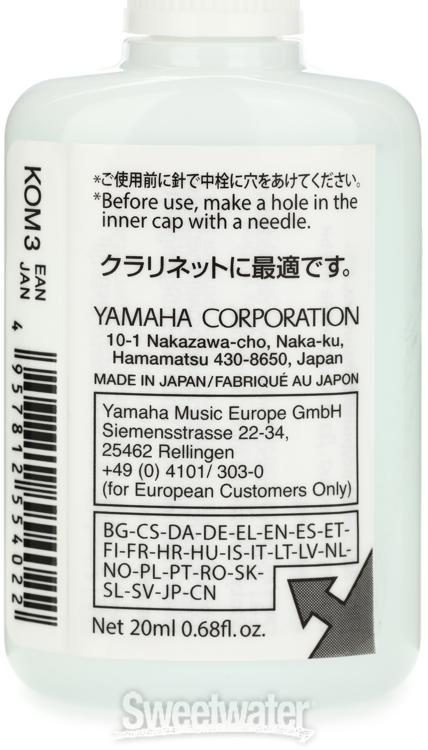 *ご使用前に針で中栓に穴をあけてください。
*Before use, make a hole in the
inner cap with a needle.
クラリネットに最適です。
YAMAHA CORPORATION
10-1 Nakazawa-cho, Naka-ku,
Hamamatsu 430-8650, Japan
MADE IN JAPAN/FABRIQUÉ AU JAPON
Yamaha Music Europe GmbH
Siemensstrasse 22-34,
25462 Rellingen
+49 (0) 4101/ 303-0
(for European Customers Only)
BG-CS-DA-DE-EL-EN-ES-ET-
FI-FR-HR-HU-IS-IT-LT-LV-NL-
NO-PL-PT-RO-SK-
SL-SV-JP-CN
Net 20ml 0.68fl.oz.
KOM3 EAN
JAN
4 957812 554022
Sweetwater